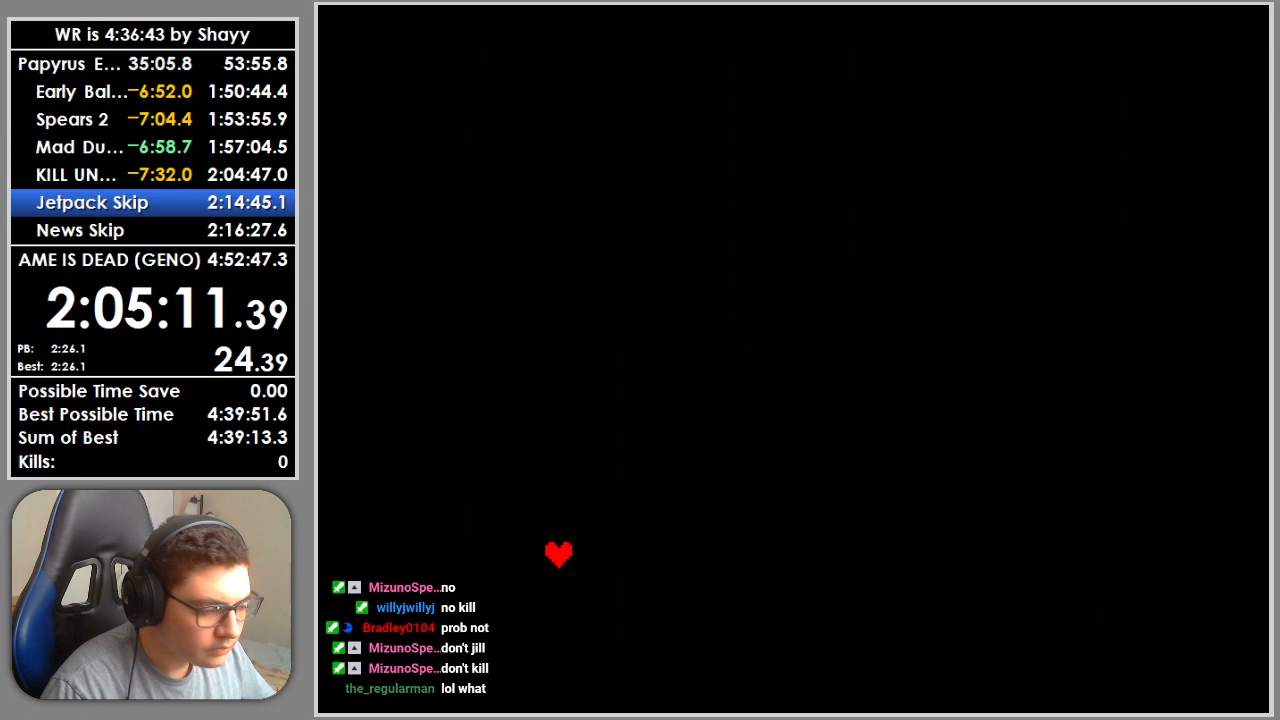 WR is 4:36:43 by Shayy
Papyrus E... 35:05.8 53:55.8
Early Bal... −6:52.0 1:50:44.4
Spears 2 −7:04.4 1:53:55.9
Mad Du... −6:58.7 1:57:04.5
KILL UN... −7:32.0 2:04:47.0
Jetpack Skip 2:14:45.1
News Skip 2:16:27.6
AME IS DEAD (GENO) 4:52:47.3
2:05:11.39
PB: 2:26.1
Best: 2:26.1
24.39
Possible Time Save 0.00
Best Possible Time 4:39:51.6
Sum of Best 4:39:13.3
Kills: 0
MizunoSpe... no
willyjwillyj no kill
Bradley0104 prob not
MizunoSpe... don't jill
MizunoSpe... don't kill
the_regularman lol what